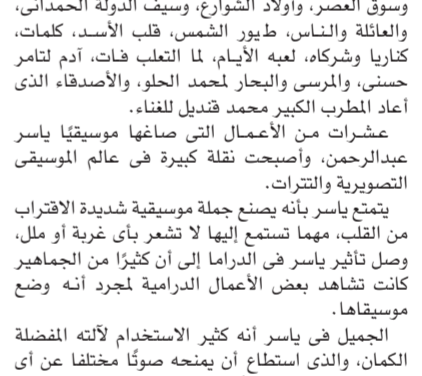 وسوق العصر، وأولاد الشوارع، وسيف الدولة الحمدانى،
والعائلة والناس، طيور الشمس، قلب الأسد، كلمات،
كناريا وشركاه، لعبه الأيام، لما التعلب فات، آدم لتامر
حسنى، والمرسى والبحار لمحمد الحلو، والأصدقاء الذى
أعاد المطرب الكبير محمد قنديل للغناء.
عشرات من الأعمال التى صاغها موسيقيًا ياسر
عبدالرحمن، وأصبحت نقلة كبيرة فى عالم الموسيقى
التصويرية والتترات.
يتمتع ياسر بأنه يصنع جملة موسيقية شديدة الاقتراب
من القلب، مهما تستمع إليها لا تشعر بأى غربة أو ملل،
وصل تأثير ياسر فى الدراما إلى أن كثيرًا من الجماهير
كانت تشاهد بعض الأعمال الدرامية لمجرد أنه وضع
موسيقاها.
الجميل فى ياسر أنه كثير الاستخدام لآلته المفضلة
الكمان، والذى استطاع أن يمنحه صوتًا مختلفا عن أى